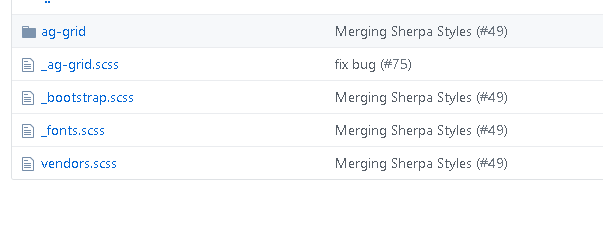 ..
ag-grid Merging Sherpa Styles (#49)
_ag-grid.scss fix bug (#75)
_bootstrap.scss Merging Sherpa Styles (#49)
_fonts.scss Merging Sherpa Styles (#49)
vendors.scss Merging Sherpa Styles (#49)